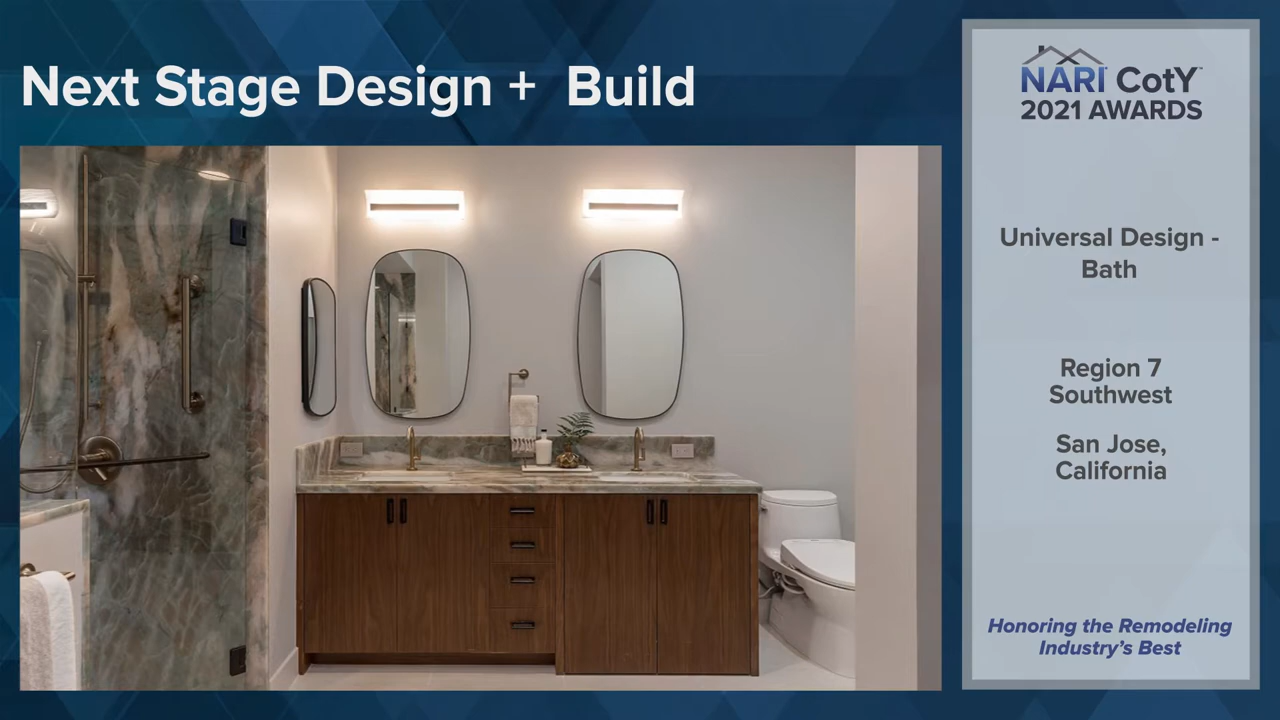 Next Stage Design + Build
NARI CotY™
2021 AWARDS
Universal Design -
Bath
Region 7
Southwest
San Jose,
California
Honoring the Remodeling
Industry's Best